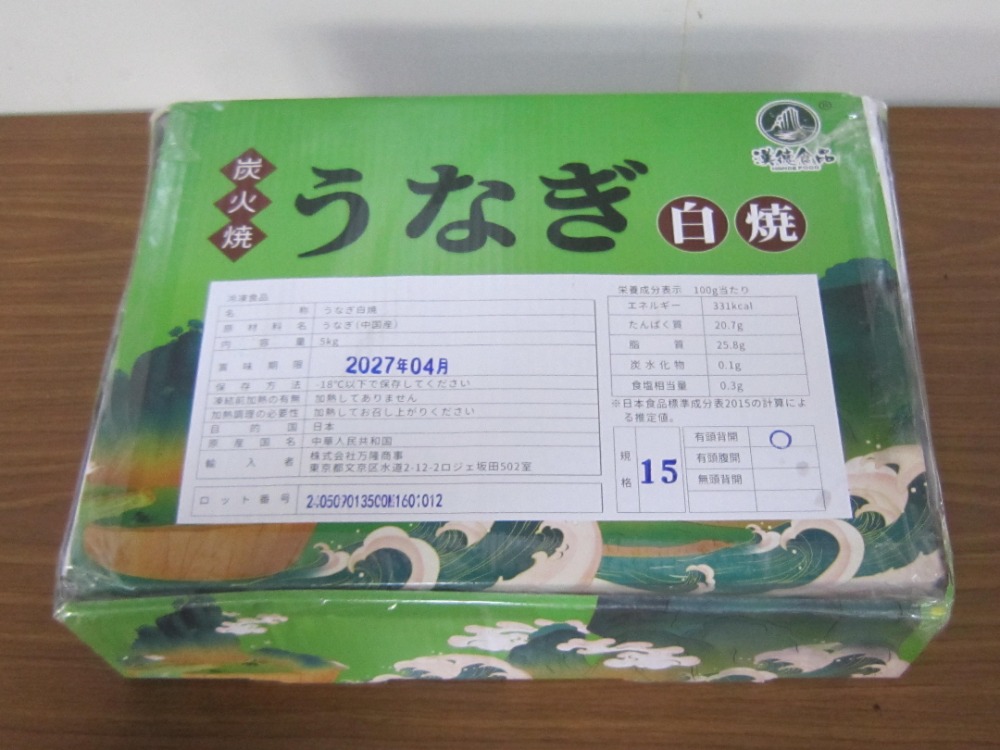 炭火焼
うなぎ
白焼
漢德食品
®
冷凍食品
名称 うなぎ白焼
原材料名 うなぎ(中国産)
内容量 5kg
賞味期限 2027年04月
保存方法 -18℃以下で保存してください
凍結前加熱の有無 加熱してありません
加熱調理の必要性 加熱してお召し上がりください
目的国 日本
原産国名 中華人民共和国
輸入者 株式会社万隆商事
東京都文京区水道2-12-2ロジェ坂田502室
ロット番号
栄養成分表示 100g当たり
エネルギー 331kcal
たんぱく質 20.7g
脂質 25.8g
炭水化物 0.1g
食塩相当量 0.3g
※日本食品標準成分表2015の計算によ
る推定値。
規格 15
有頭背開 ○
有頭腹開
無頭背開